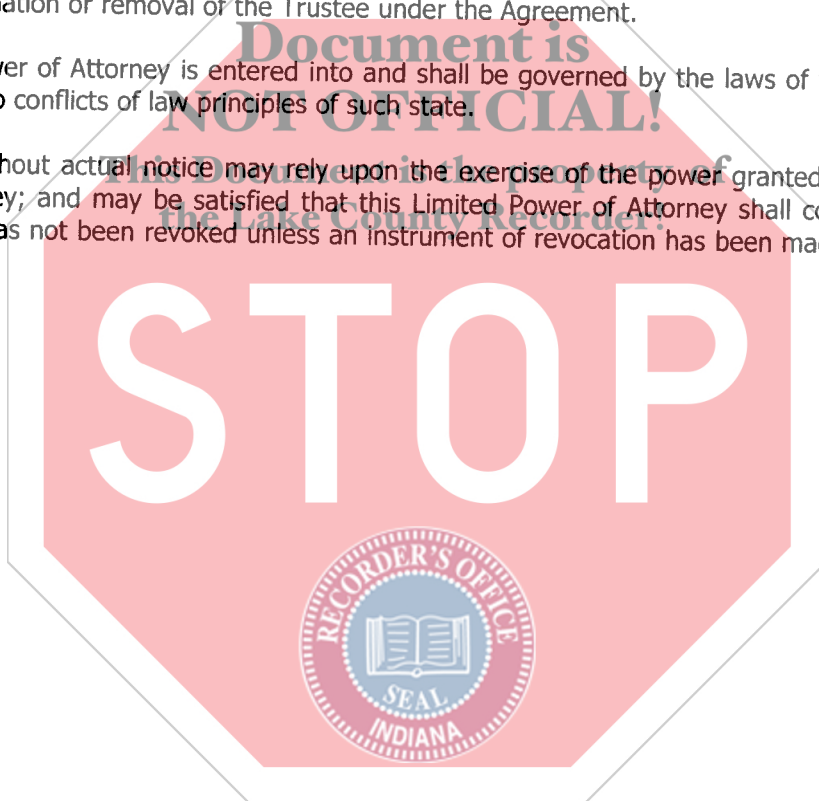 ation or removal of the Trustee under the Agreement.
Document is
er of Attorney is entered into and shall be governed by the laws of
conflicts of law principles of such state.
NOT OFFICIAL!
hout actual notice may rely upon the exercise of the power granted
This Document is the property of
ey; and may be satisfied that this Limited Power of Attorney shall co
the Lake County Recorder!
as not been revoked unless an instrument of revocation has been ma
STOP
RECORDER'S OFFICE
SEAL
INDIANA